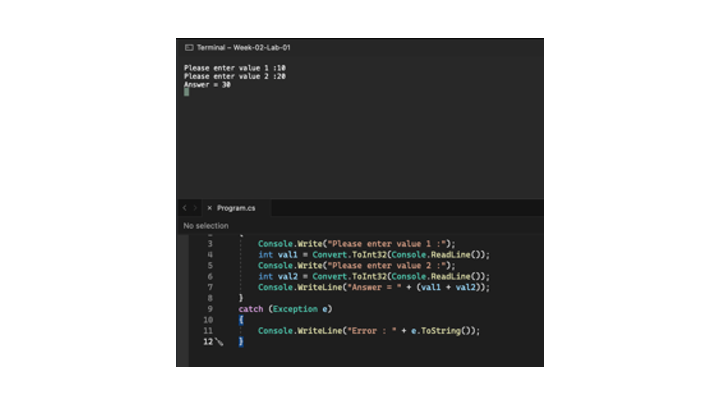 Terminal – Week-02-Lab-01
Please enter value 1 :10
Please enter value 2 :20
Answer = 30
Program.cs
No selection
3 Console.Write("Please enter value 1 :");
4 int val1 = Convert.ToInt32(Console.ReadLine());
5 Console.Write("Please enter value 2 :");
6 int val2 = Convert.ToInt32(Console.ReadLine());
7 Console.WriteLine("Answer = " + (val1 + val2));
8 }
9 catch (Exception e)
10 {
11 Console.WriteLine("Error : " + e.ToString());
12 }